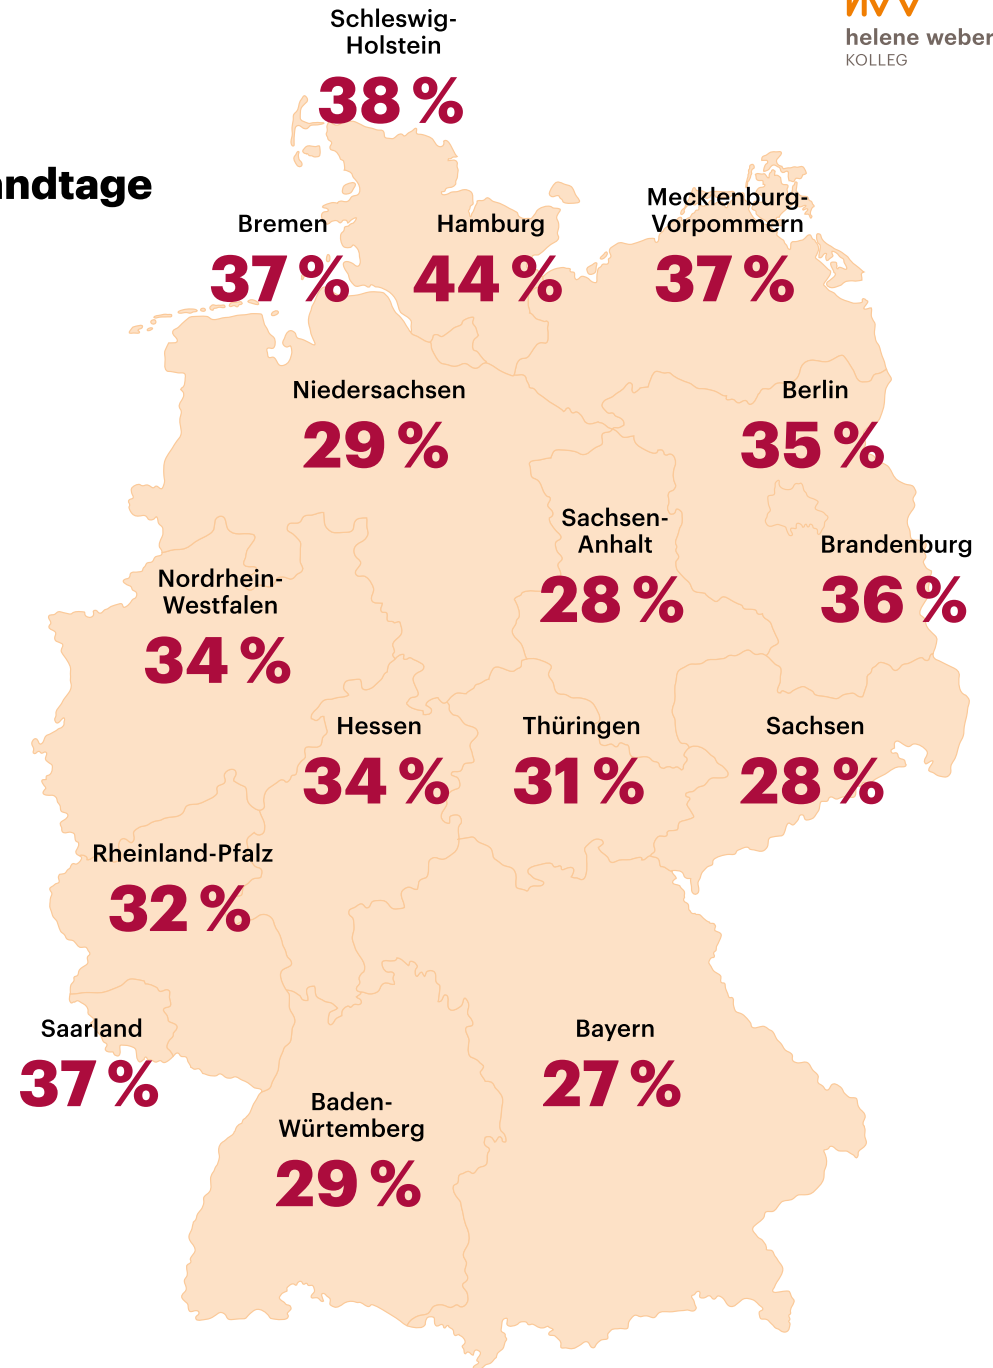 Schleswig-
Holstein
38 %
helene weber
KOLLEG
andtage
Bremen
37 %
Hamburg
44 %
Mecklenburg-
Vorpommern
37 %
Niedersachsen
29 %
Berlin
35 %
Sachsen-
Anhalt
28 %
Brandenburg
36 %
Nordrhein-
Westfalen
34 %
Hessen
34 %
Thüringen
31 %
Sachsen
28 %
Rheinland-Pfalz
32 %
Saarland
37 %
Bayern
27 %
Baden-
Würtemberg
29 %